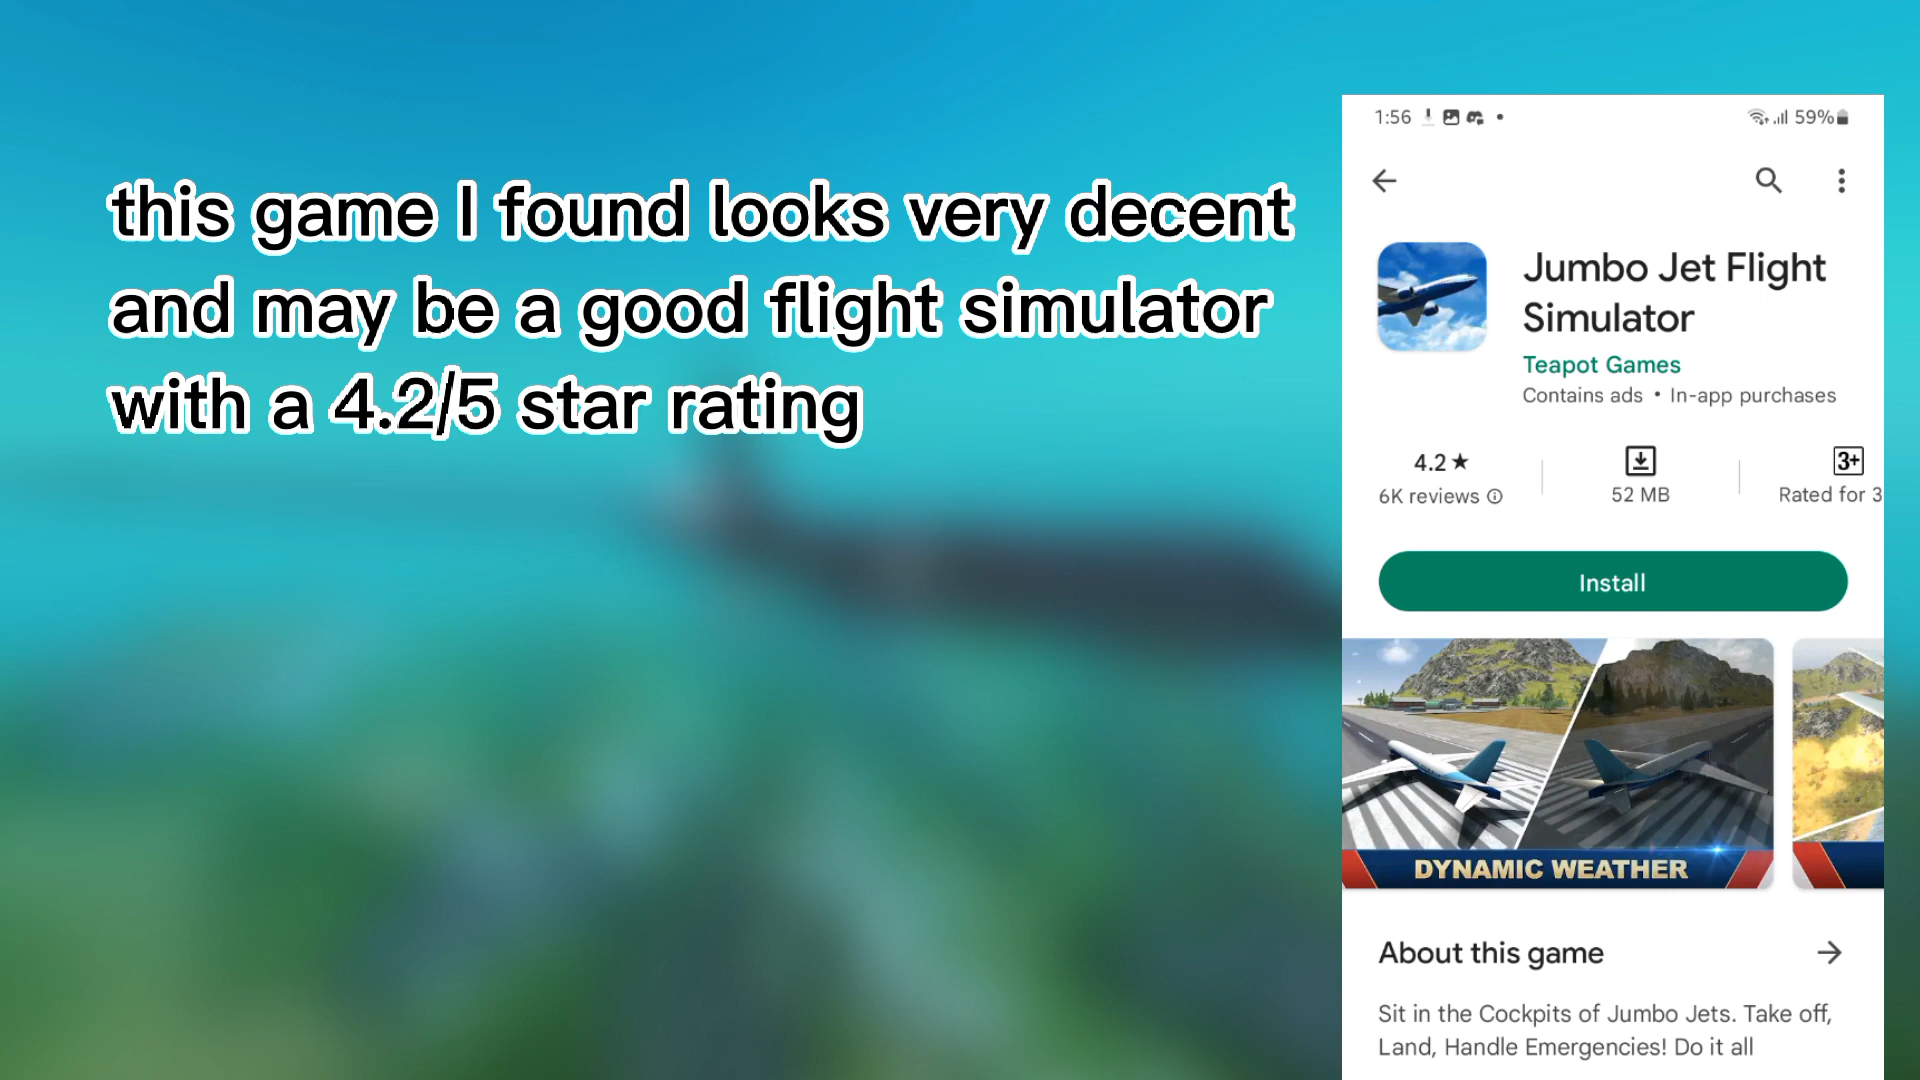 this game I found looks very decent
and may be a good flight simulator
with a 4.2/5 star rating
1:56
59%
Jumbo Jet Flight
Simulator
Teapot Games
Contains ads • In-app purchases
4.2★
6K reviews
52 MB
3+
Rated for 3
Install
DYNAMIC WEATHER
About this game
Sit in the Cockpits of Jumbo Jets. Take off,
Land, Handle Emergencies! Do it all